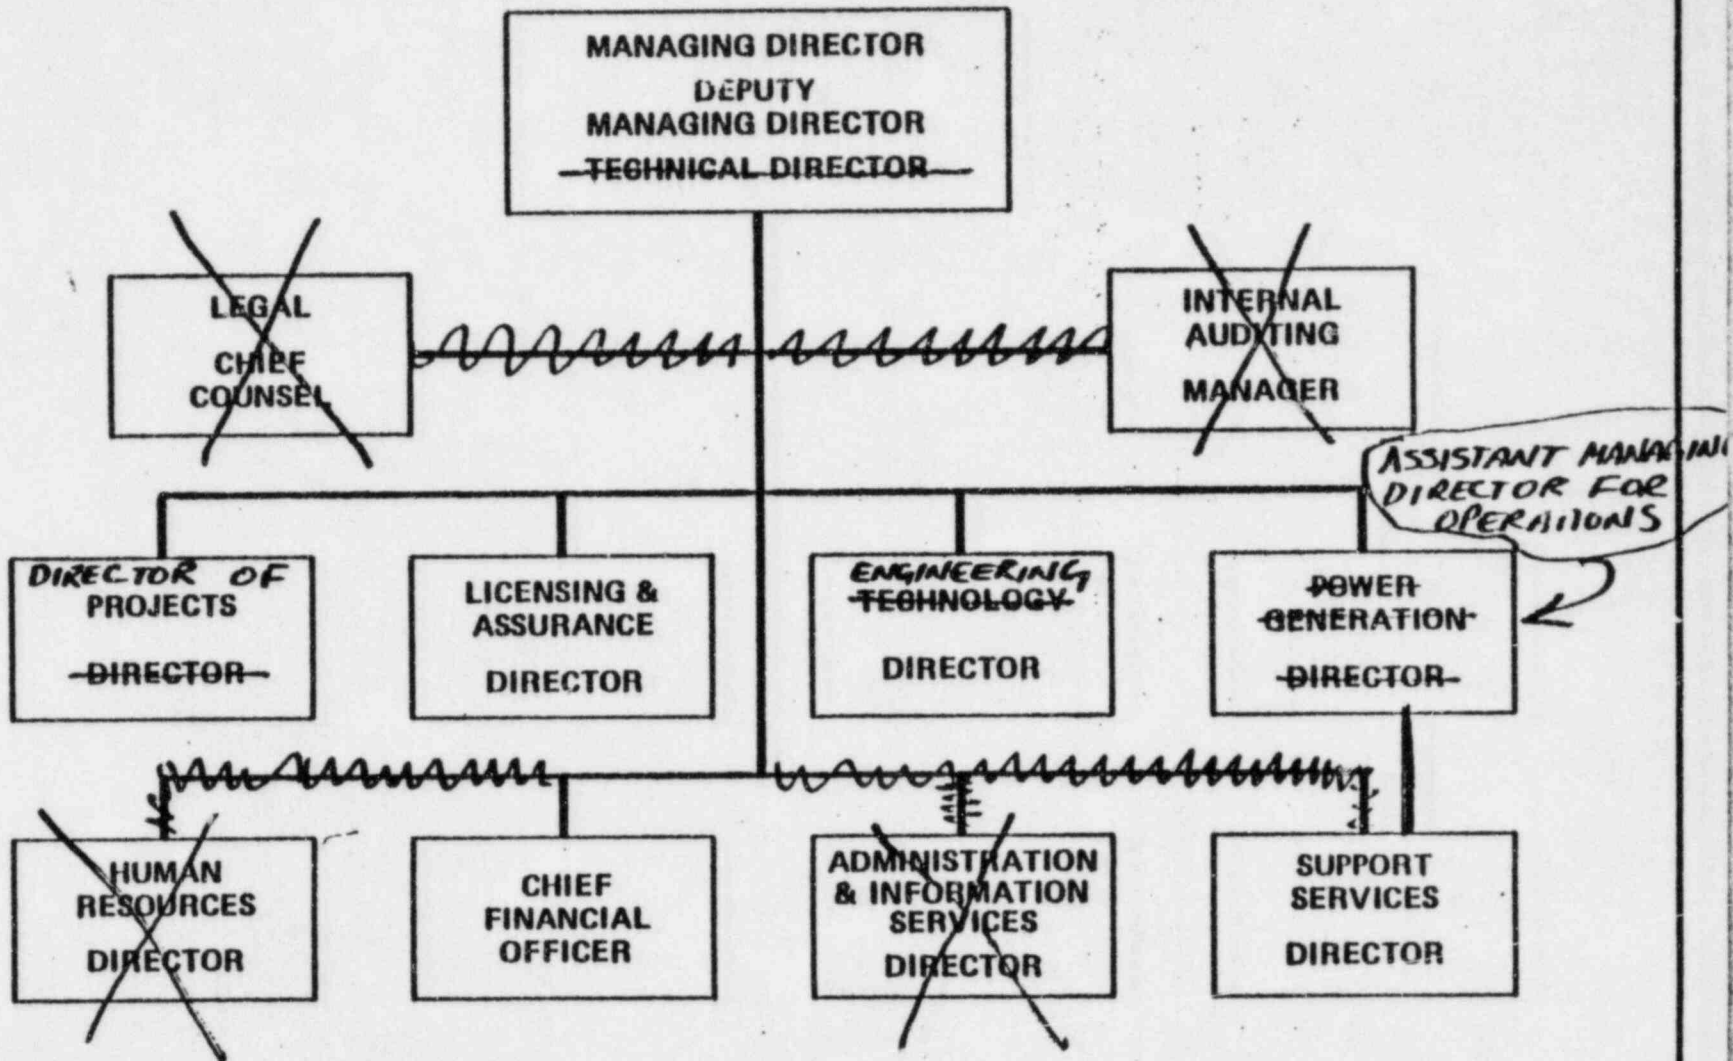 MANAGING DIRECTOR
DEPUTY
MANAGING DIRECTOR
TECHNICAL DIRECTOR
LEGAL
CHIEF
COUNSEL
INTERNAL
AUDITING
MANAGER
ASSISTANT MANAGIN
DIRECTOR FOR
OPERATIONS
DIRECTOR OF
PROJECTS
DIRECTOR
LICENSING &
ASSURANCE
DIRECTOR
ENGINEERING
TECHNOLOGY
DIRECTOR
POWER
GENERATION
DIRECTOR
HUMAN
RESOURCES
DIRECTOR
CHIEF
FINANCIAL
OFFICER
ADMINISTRATION
& INFORMATION
SERVICES
DIRECTOR
SUPPORT
SERVICES
DIRECTOR